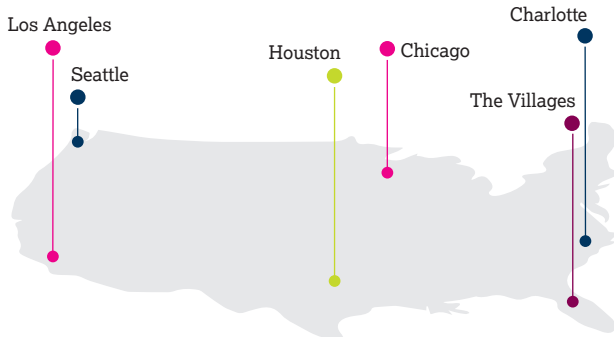 Los Angeles
Seattle
Houston
Chicago
Charlotte
The Villages